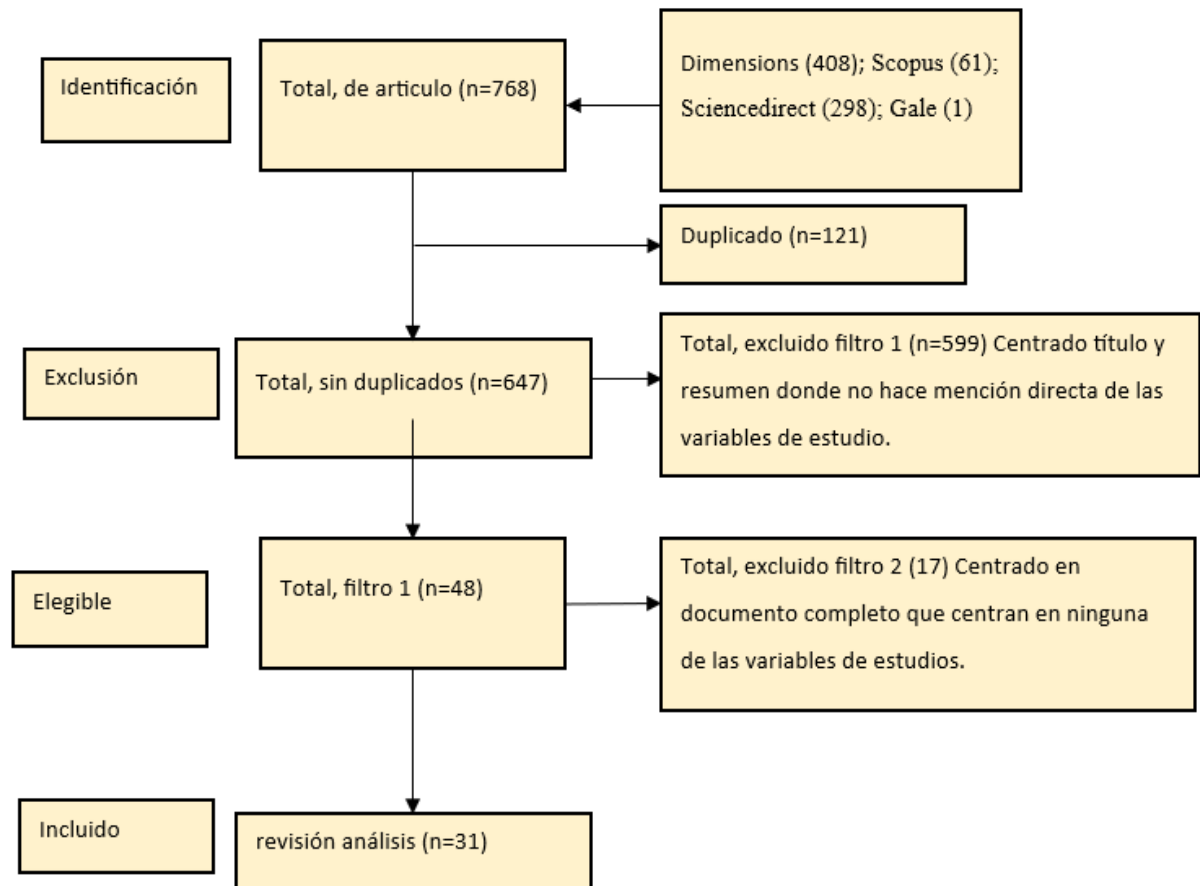 Identificación
Total, de articulo (n=768)
Dimensions (408); Scopus (61);
Sciencedirect (298); Gale (1)
Duplicado (n=121)
Exclusión
Total, sin duplicados (n=647)
Total, excluido filtro 1 (n=599) Centrado título y
resumen donde no hace mención directa de las
variables de estudio.
Elegible
Total, filtro 1 (n=48)
Total, excluido filtro 2 (17) Centrado en
documento completo que centran en ninguna
de las variables de estudios.
Incluido
revisión análisis (n=31)